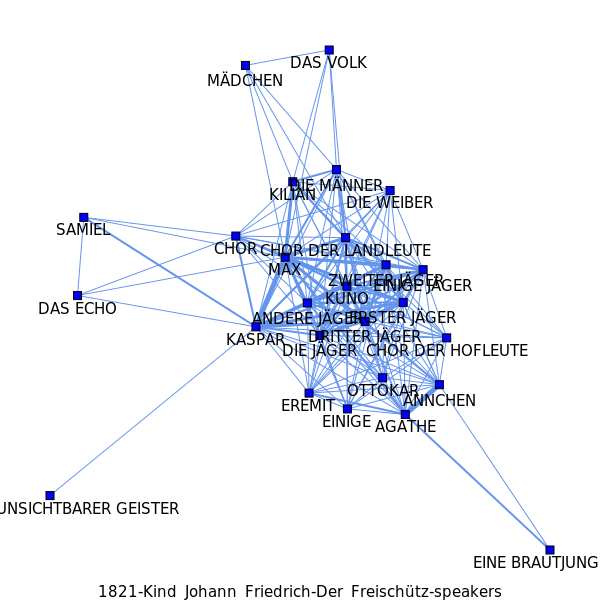 DAS VOLK
MÄDCHEN
DIE MÄNNER
KILIAN
DIE WEIBER
SAMIEL
CHOR
CHOR DER LANDLEUTE
MAX
ZWEITER JÄGER
EINIGE JÄGER
KUNO
DAS ECHO
ANDERE JÄGER
ERSTER JÄGER
KASPAR
DRITTER JÄGER
DIE JÄGER
CHOR DER HOFLEUTE
OTTOKAR
ÄNNCHEN
EREMIT
EINIGE
AGATHE
UNSICHTBARER GEISTER
EINE BRAUTJUNG
1821-Kind Johann Friedrich-Der Freischütz-speakers